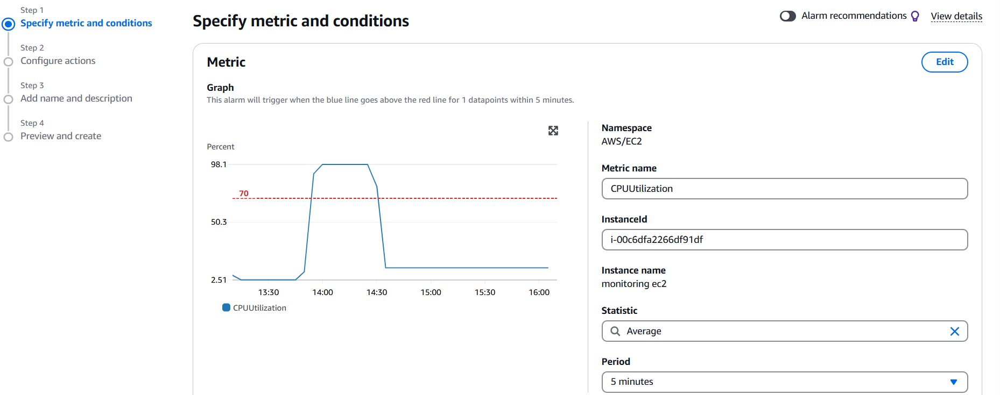 Step 1
Specify metric and conditions
Step 2
Configure actions
Step 3
Add name and description
Step 4
Preview and create
Specify metric and conditions
Alarm recommendations
View details
Metric
Edit
Graph
This alarm will trigger when the blue line goes above the red line for 1 datapoints within 5 minutes.
Percent
98.1
70
50.3
2.51
13:30 14:00 14:30 15:00 15:30 16:00
CPUUtilization
Namespace
AWS/EC2
Metric name
CPUUtilization
InstanceId
i-00c6dfa2266df91df
Instance name
monitoring ec2
Statistic
Average
Period
5 minutes